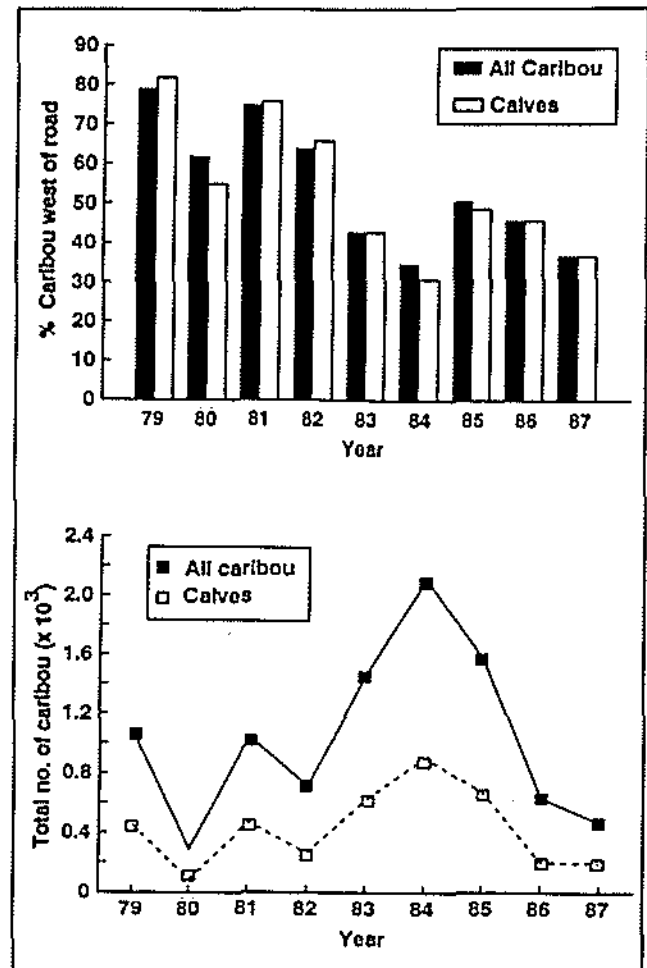 90
80
70
60
50
40
30
20
10
0
% Caribou west of road
All Caribou
Calves
79 80 81 82 83 84 85 86 87
Year
2.4
2.0
1.6
1.2
0.8
0.4
0
Total no. of caribou (x 10³)
All caribou
Calves
79 80 81 82 83 84 85 86 87
Year